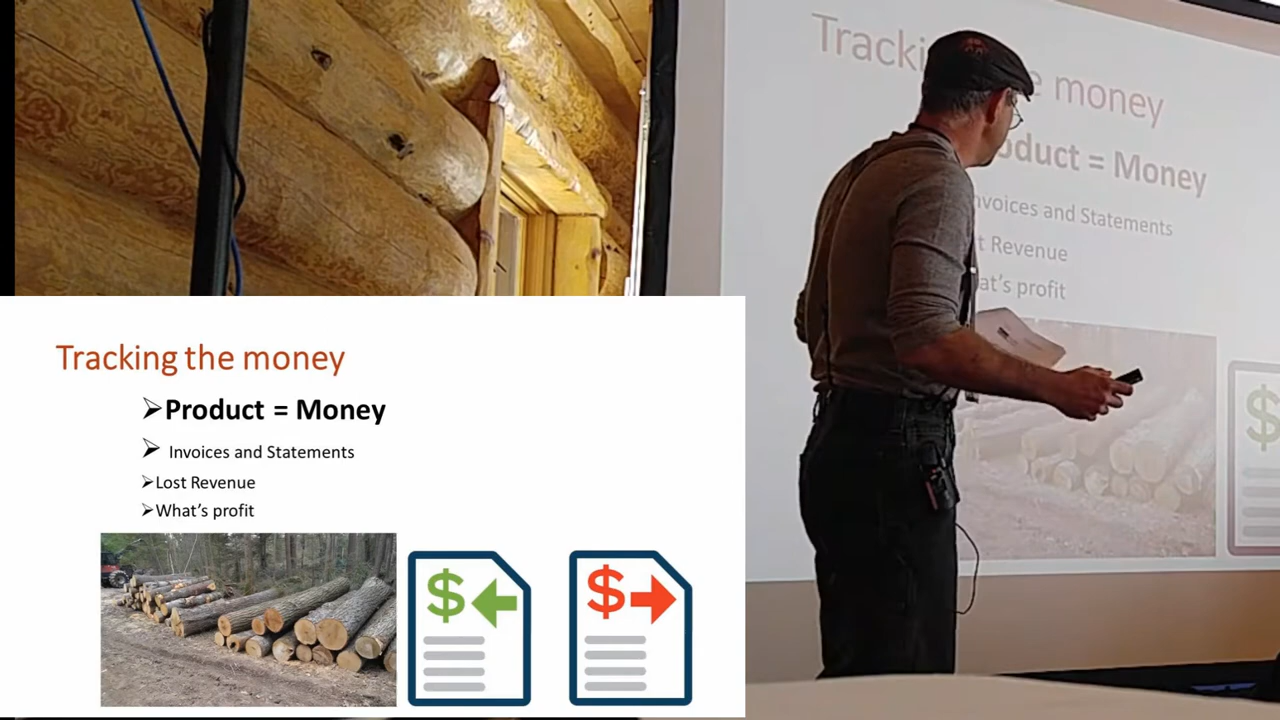 Tracki e money
oduct = Money
nvoices and Statements
t Revenue
at's profit
$
Tracking the money
➢Product = Money
➢ Invoices and Statements
➢Lost Revenue
➢What's profit
$
$